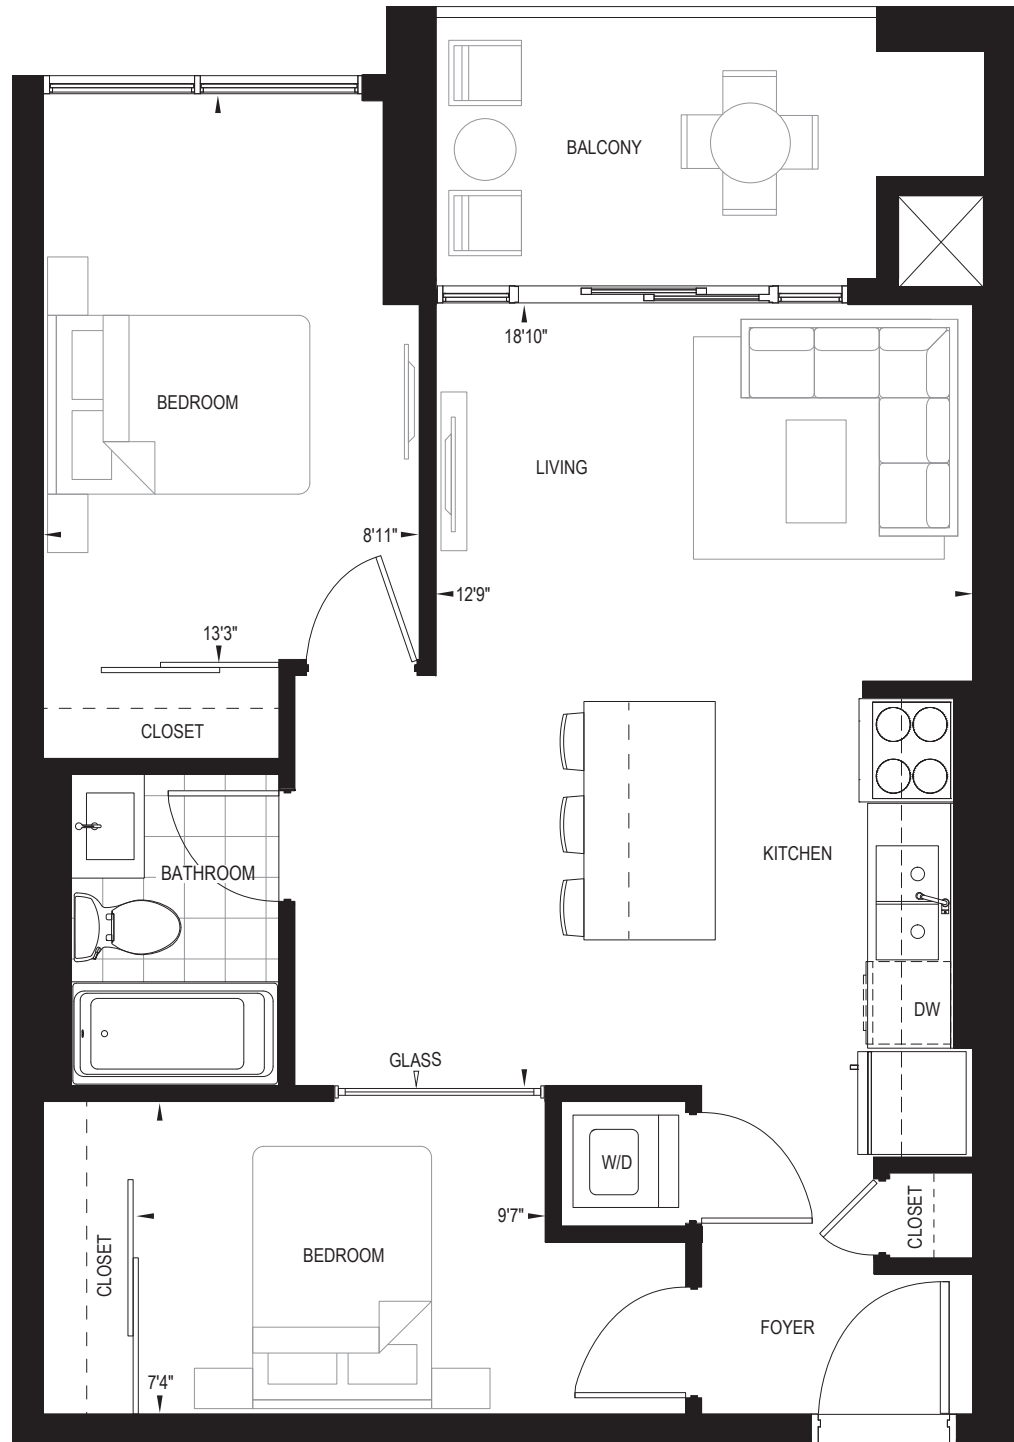 BALCONY
18'10"
BEDROOM
LIVING
8'11"
12'9"
13'3"
CLOSET
KITCHEN
BATHROOM
DW
GLASS
W/D
CLOSET
9'7"
CLOSET
BEDROOM
FOYER
7'4"